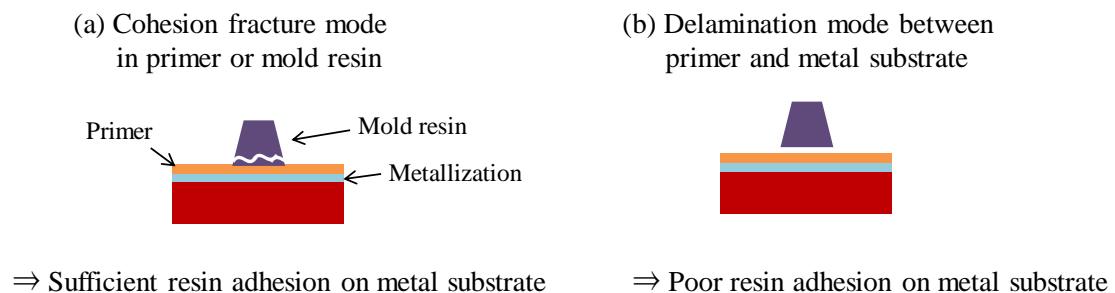 (a) Cohesion fracture mode
in primer or mold resin
(b) Delamination mode between
primer and metal substrate
Primer
Mold resin
Metallization
⇒ Sufficient resin adhesion on metal substrate
⇒ Poor resin adhesion on metal substrate